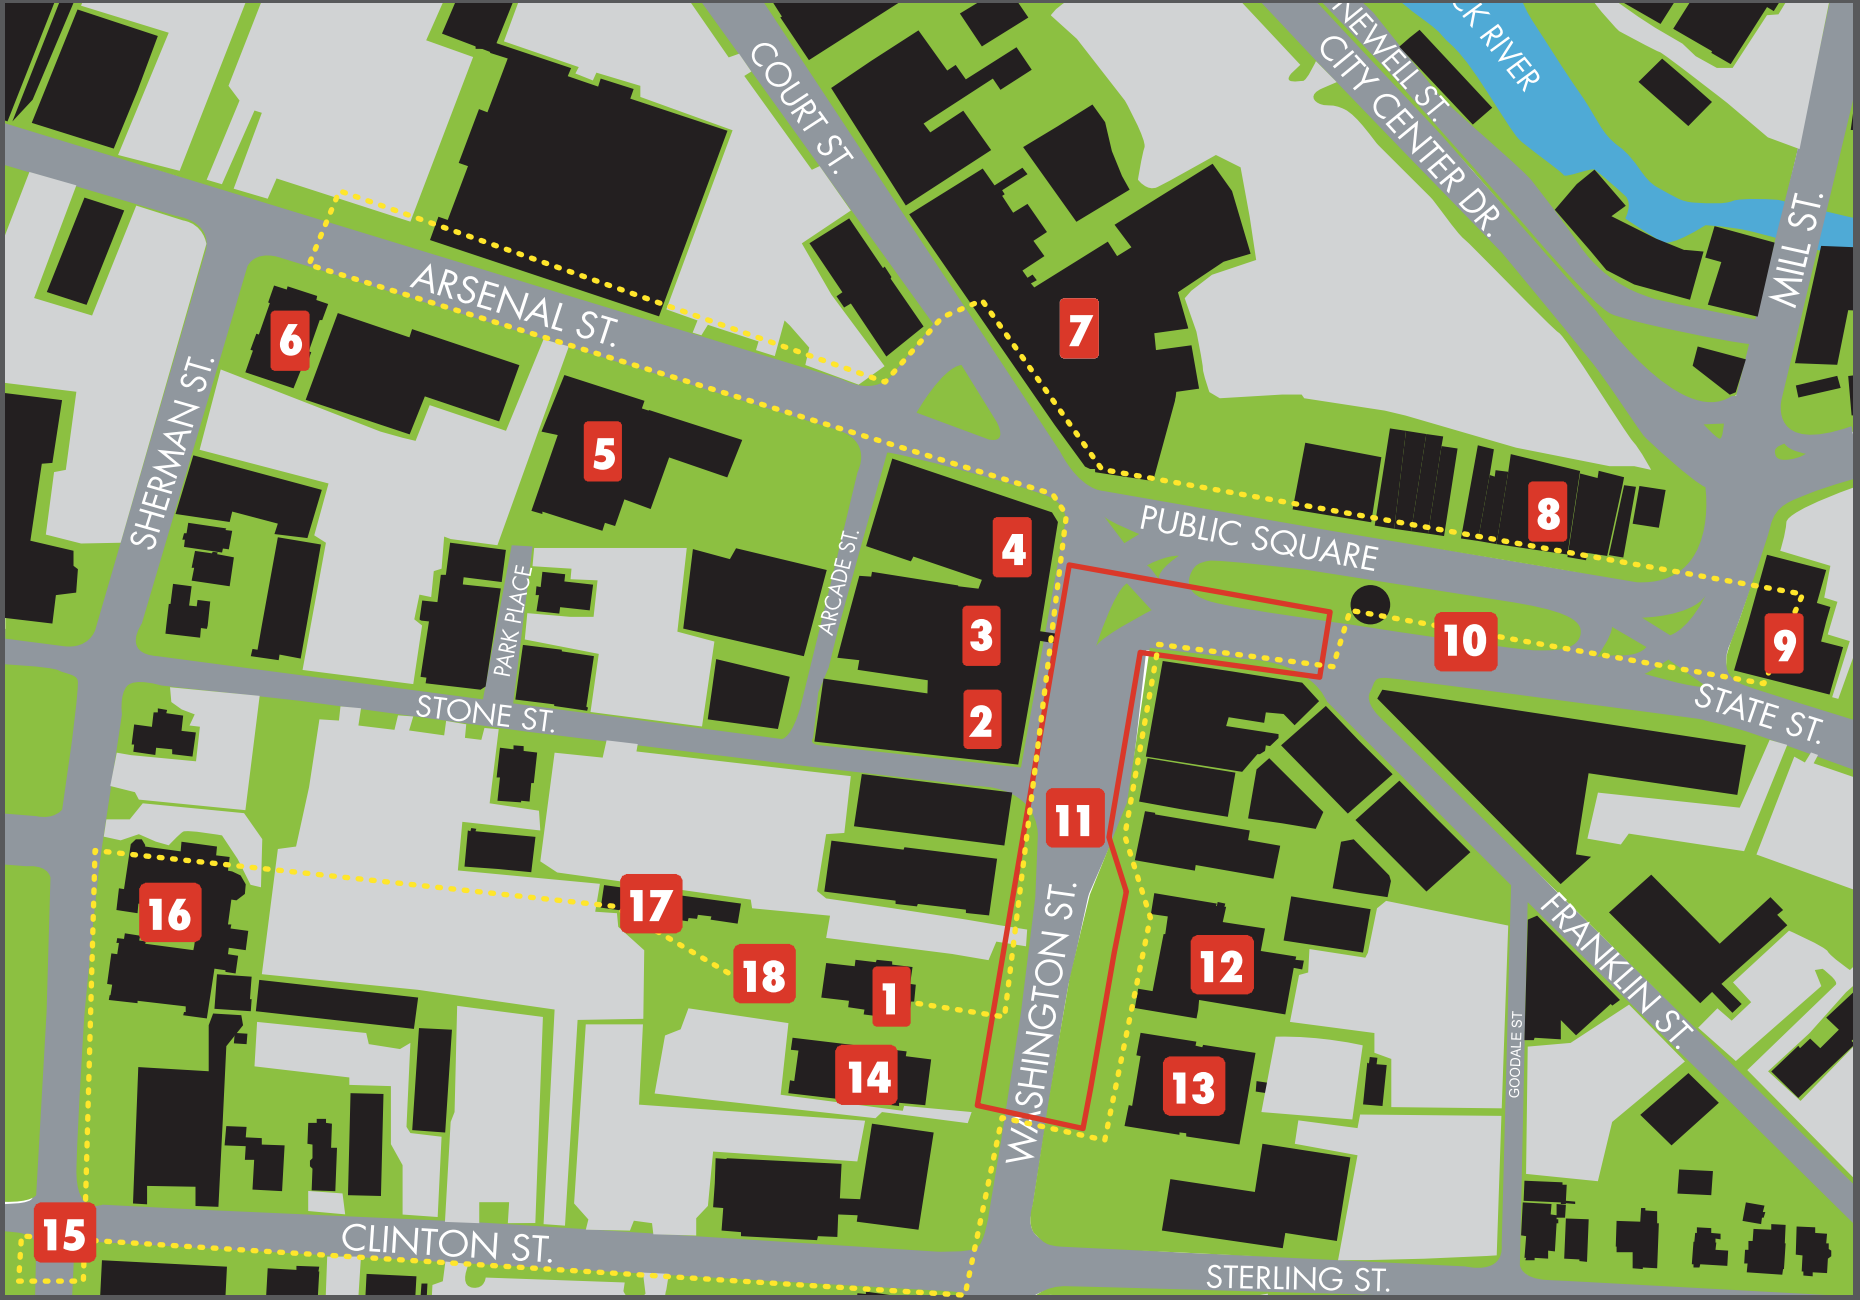 COURT ST.
NEWELL ST.
CITY CENTER DR.
CK RIVER
MILL ST.
ARSENAL ST.
6
7
SHERMAN ST.
5
8
PUBLIC SQUARE
4
ARCADE ST.
PARK PLACE
3
10
9
STONE ST.
2
STATE ST.
11
16
17
18
1
12
WASHINGTON ST.
FRANKLIN ST.
GOODALE ST
14
13
15
CLINTON ST.
STERLING ST.